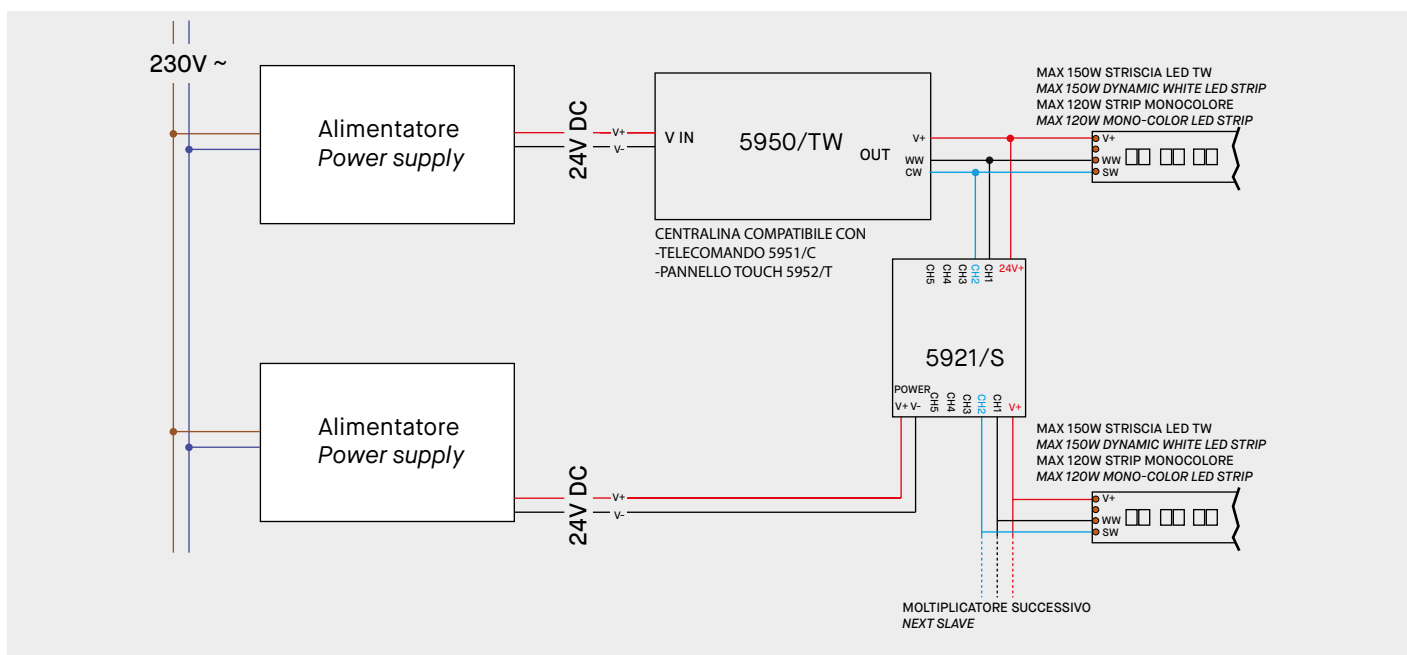 230V ~
Alimentatore
Power supply
24V DC
V+
V-
V IN
5950/TW
OUT
V+
WW
CW
CENTRALINA COMPATIBILE CON
-TELECOMANDO 5951/C
-PANNELLO TOUCH 5952/T
MAX 150W STRISCIA LED TW
MAX 150W DYNAMIC WHITE LED STRIP
MAX 120W STRIP MONOCOLORE
MAX 120W MONO-COLOR LED STRIP
V+
WW
SW
CH5
CH4
CH3
CH2
CH1
24V+
5921/S
POWER
V+ V-
CH5
CH4
CH3
CH2
CH1
V+
Alimentatore
Power supply
24V DC
V+
V-
MAX 150W STRISCIA LED TW
MAX 150W DYNAMIC WHITE LED STRIP
MAX 120W STRIP MONOCOLORE
MAX 120W MONO-COLOR LED STRIP
V+
WW
SW
MOLTIPLICATORE SUCCESSIVO
NEXT SLAVE